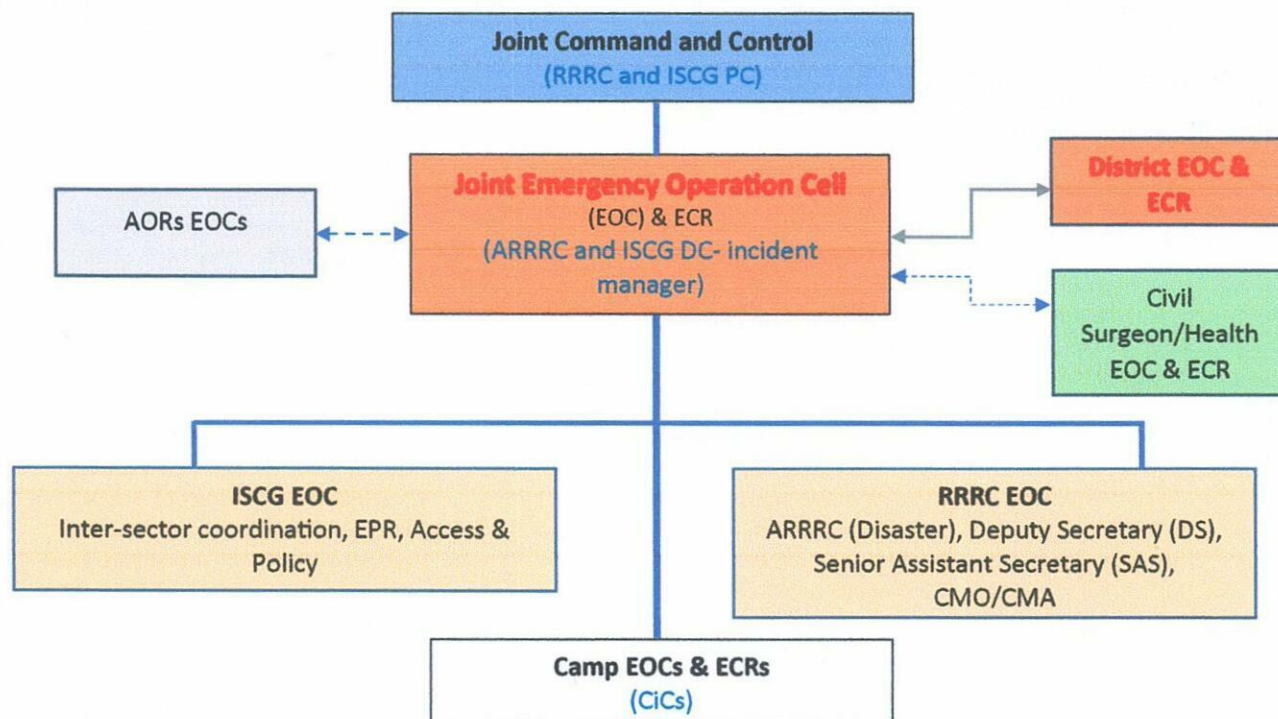 Joint Command and Control
(RRRC and ISCG PC)
Joint Emergency Operation Cell
(EOC) & ECR
(ARRRC and ISCG DC- incident
manager)
AORs EOCs
District EOC &
ECR
Civil
Surgeon/Health
EOC & ECR
ISCG EOC
Inter-sector coordination, EPR, Access &
Policy
RRRC EOC
ARRRC (Disaster), Deputy Secretary (DS),
Senior Assistant Secretary (SAS),
CMO/CMA
Camp EOCs & ECRs
(CiCs)